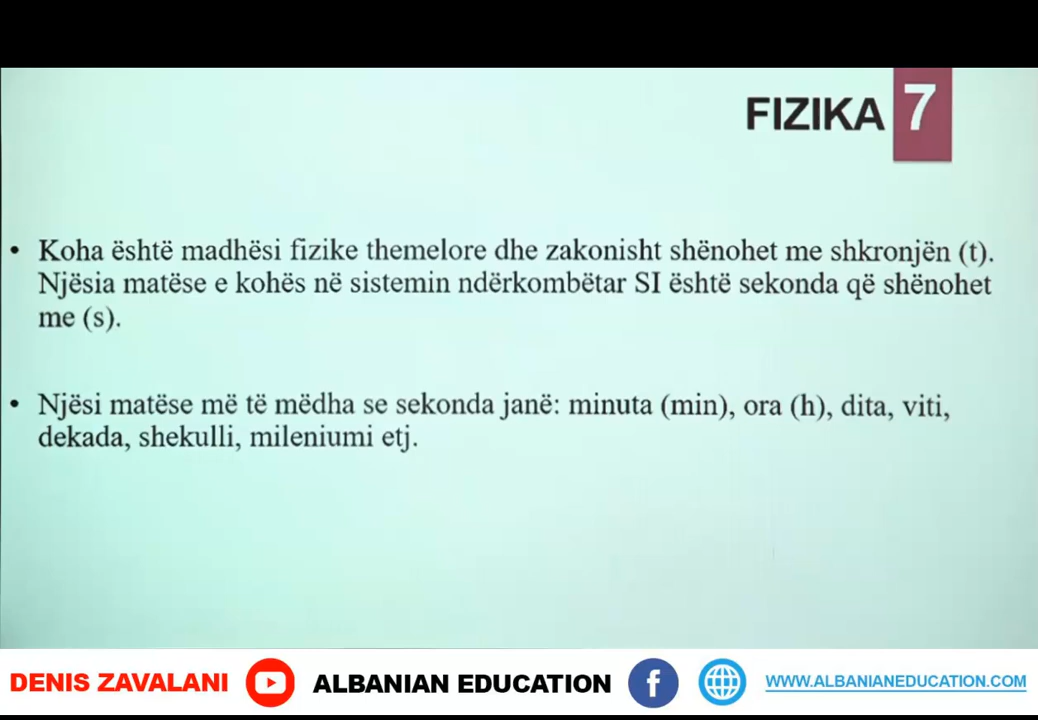 FIZIKA 7
• Koha është madhësi fizike themelore dhe zakonisht shënohet me shkronjën (t).
Njësia matëse e kohës në sistemin ndërkombëtar SI është sekonda që shënohet
me (s).
• Njësi matëse më të mëdha se sekonda janë: minuta (min), ora (h), dita, viti,
dekada, shekulli, mileniumi etj.
DENIS ZAVALANI ALBANIAN EDUCATION WWW.ALBANIANEDUCATION.COM